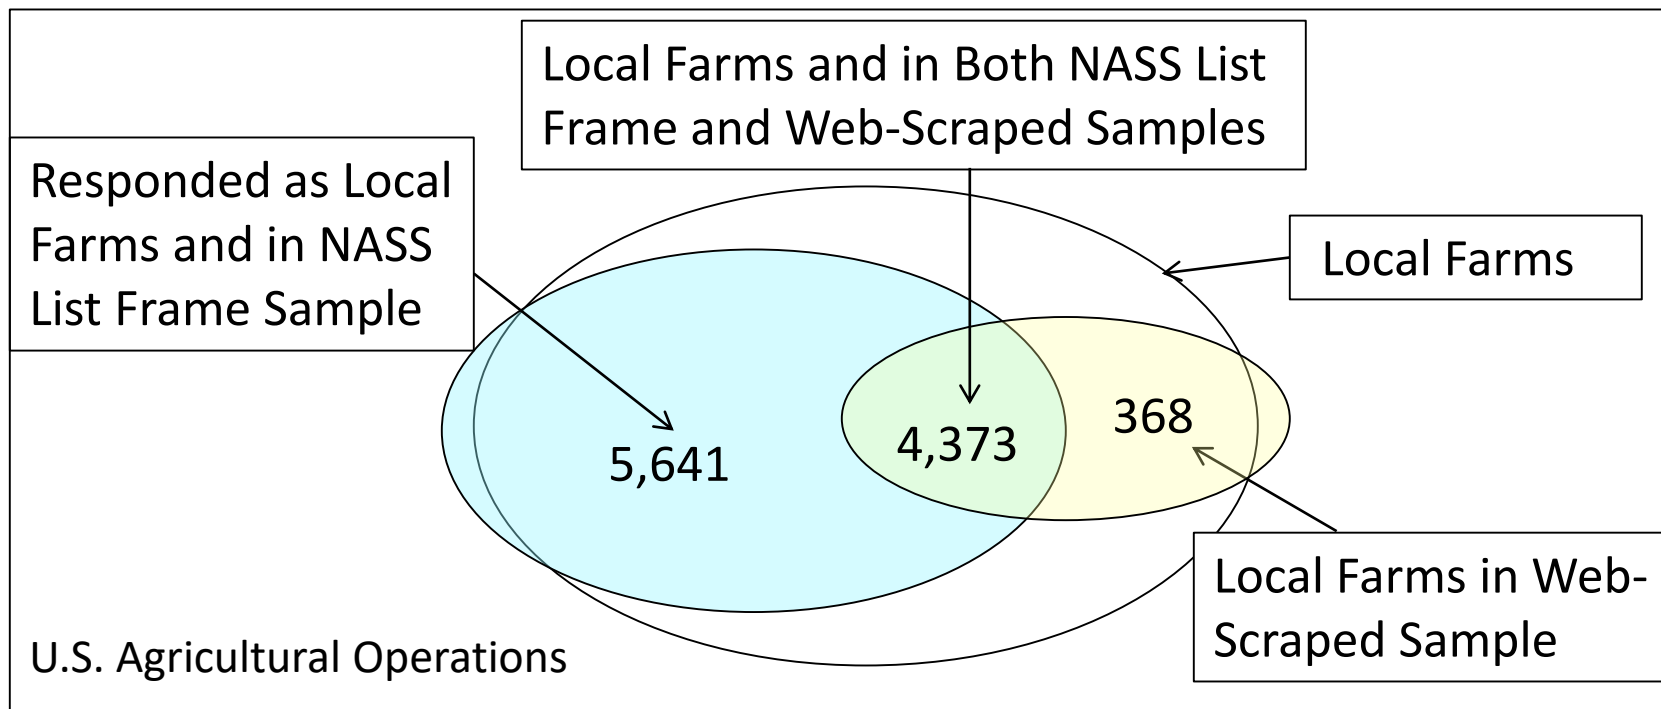 Local Farms and in Both NASS List
Frame and Web-Scraped Samples
Responded as Local
Farms and in NASS
List Frame Sample
Local Farms
368
4,373
5,641
Local Farms in Web-
Scraped Sample
U.S. Agricultural Operations